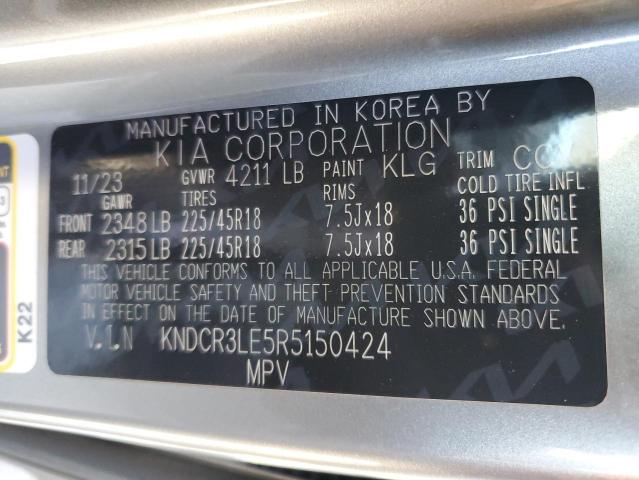 MANUFACTURED IN KOREA BY
KIA CORPORATION
11/23 GVWR 4211 LB PAINT KLG TRIM
GAWR TIRES RIMS COLD TIRE INFL
FRONT 2348 LB 225/45R18 7.5Jx18 36 PSI SINGLE
REAR 2315 LB 225/45R18 7.5Jx18 36 PSI SINGLE
THIS VEHICLE CONFORMS TO ALL APPLICABLE U.S.A. FEDERAL
MOTOR VEHICLE SAFETY AND THEFT PREVENTION STANDARDS
IN EFFECT ON THE DATE OF MANUFACTURE SHOWN ABOVE.
V.I.N KNDCR3LE5R5150424
MPV
K22